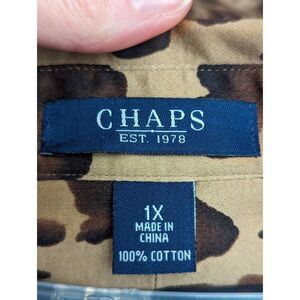 CHAPS
EST. 1978
1X
MADE IN
CHINA
100% COTTON